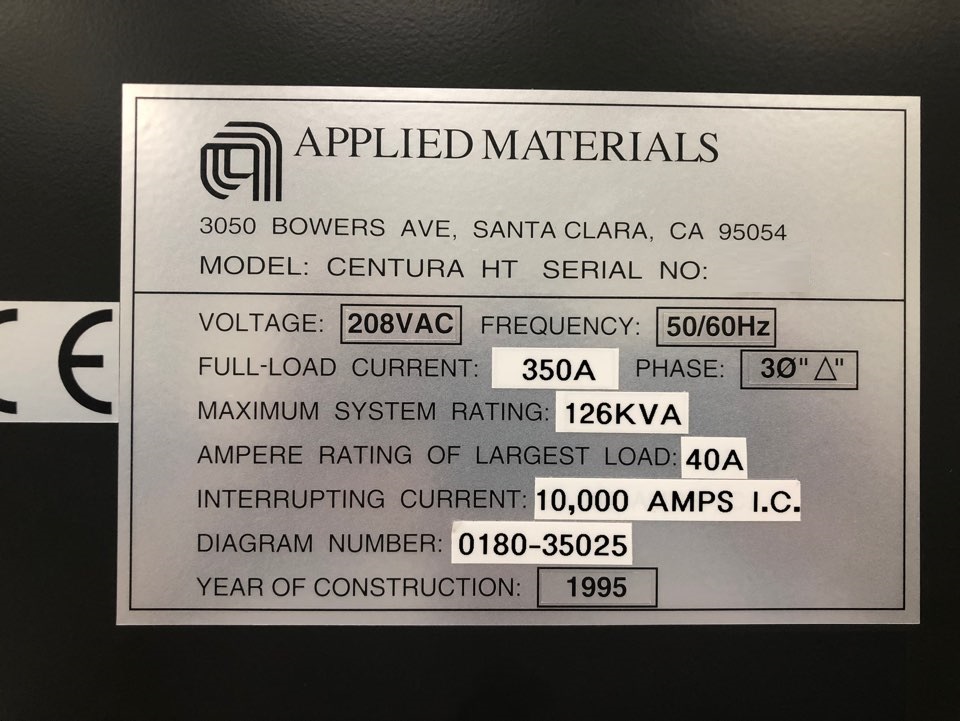 APPLIED MATERIALS
3050 BOWERS AVE, SANTA CLARA, CA 95054
MODEL: CENTURA HT SERIAL NO:
VOLTAGE: 208VAC FREQUENCY: 50/60Hz
FULL-LOAD CURRENT: 350A PHASE: 3Ø"△"
MAXIMUM SYSTEM RATING: 126KVA
AMPERE RATING OF LARGEST LOAD: 40A
INTERRUPTING CURRENT: 10,000 AMPS I.C.
DIAGRAM NUMBER: 0180-35025
YEAR OF CONSTRUCTION: 1995
CE